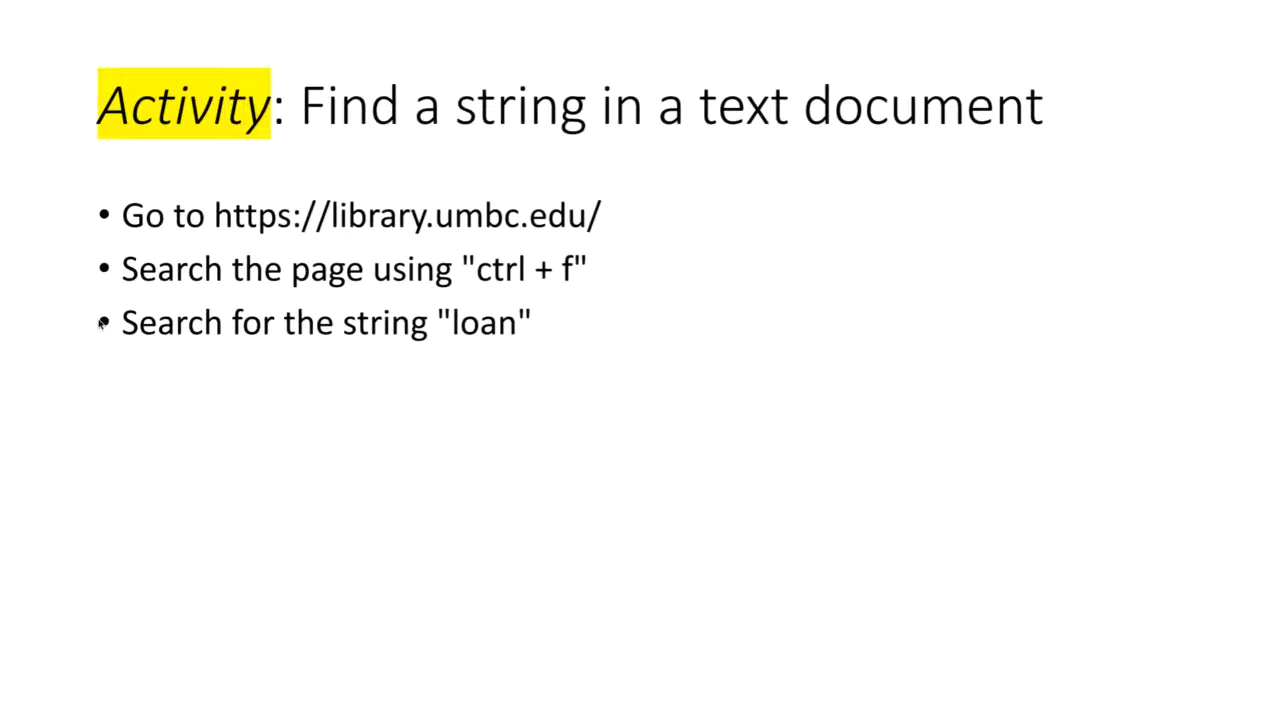 Activity: Find a string in a text document
• Go to https://library.umbc.edu/
• Search the page using "ctrl + f"
• Search for the string "loan"